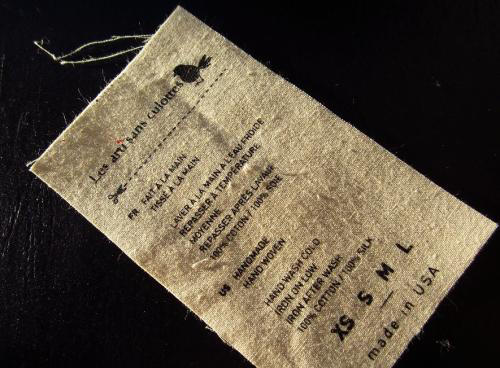 Les arti sans culottes
FR FAIT À LA MAIN
TISSÉ À LA MAIN
LAVER À LA MAIN À L'EAU FROIDE
REPASSER À TEMPÉRATURE
MOYENNE
REPASSER APRÈS LAVAGE
100% COTON / 100% SOIE
US HANDMADE
HAND WOVEN
HAND WASH COLD
IRON ON LOW
IRON AFTER WASH
100% COTTON / 100% SILK
XS S M L
made in USA